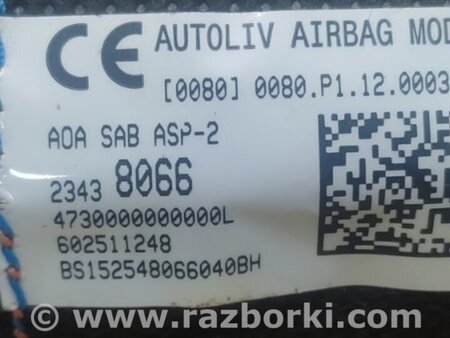 CE AUTOLIV AIRBAG MOD
[0080] 0080.P1.12.0003
AOA SAB ASP-2
2343 8066
4730000000000L
602511248
BS152548066040BH
www.razborki.com